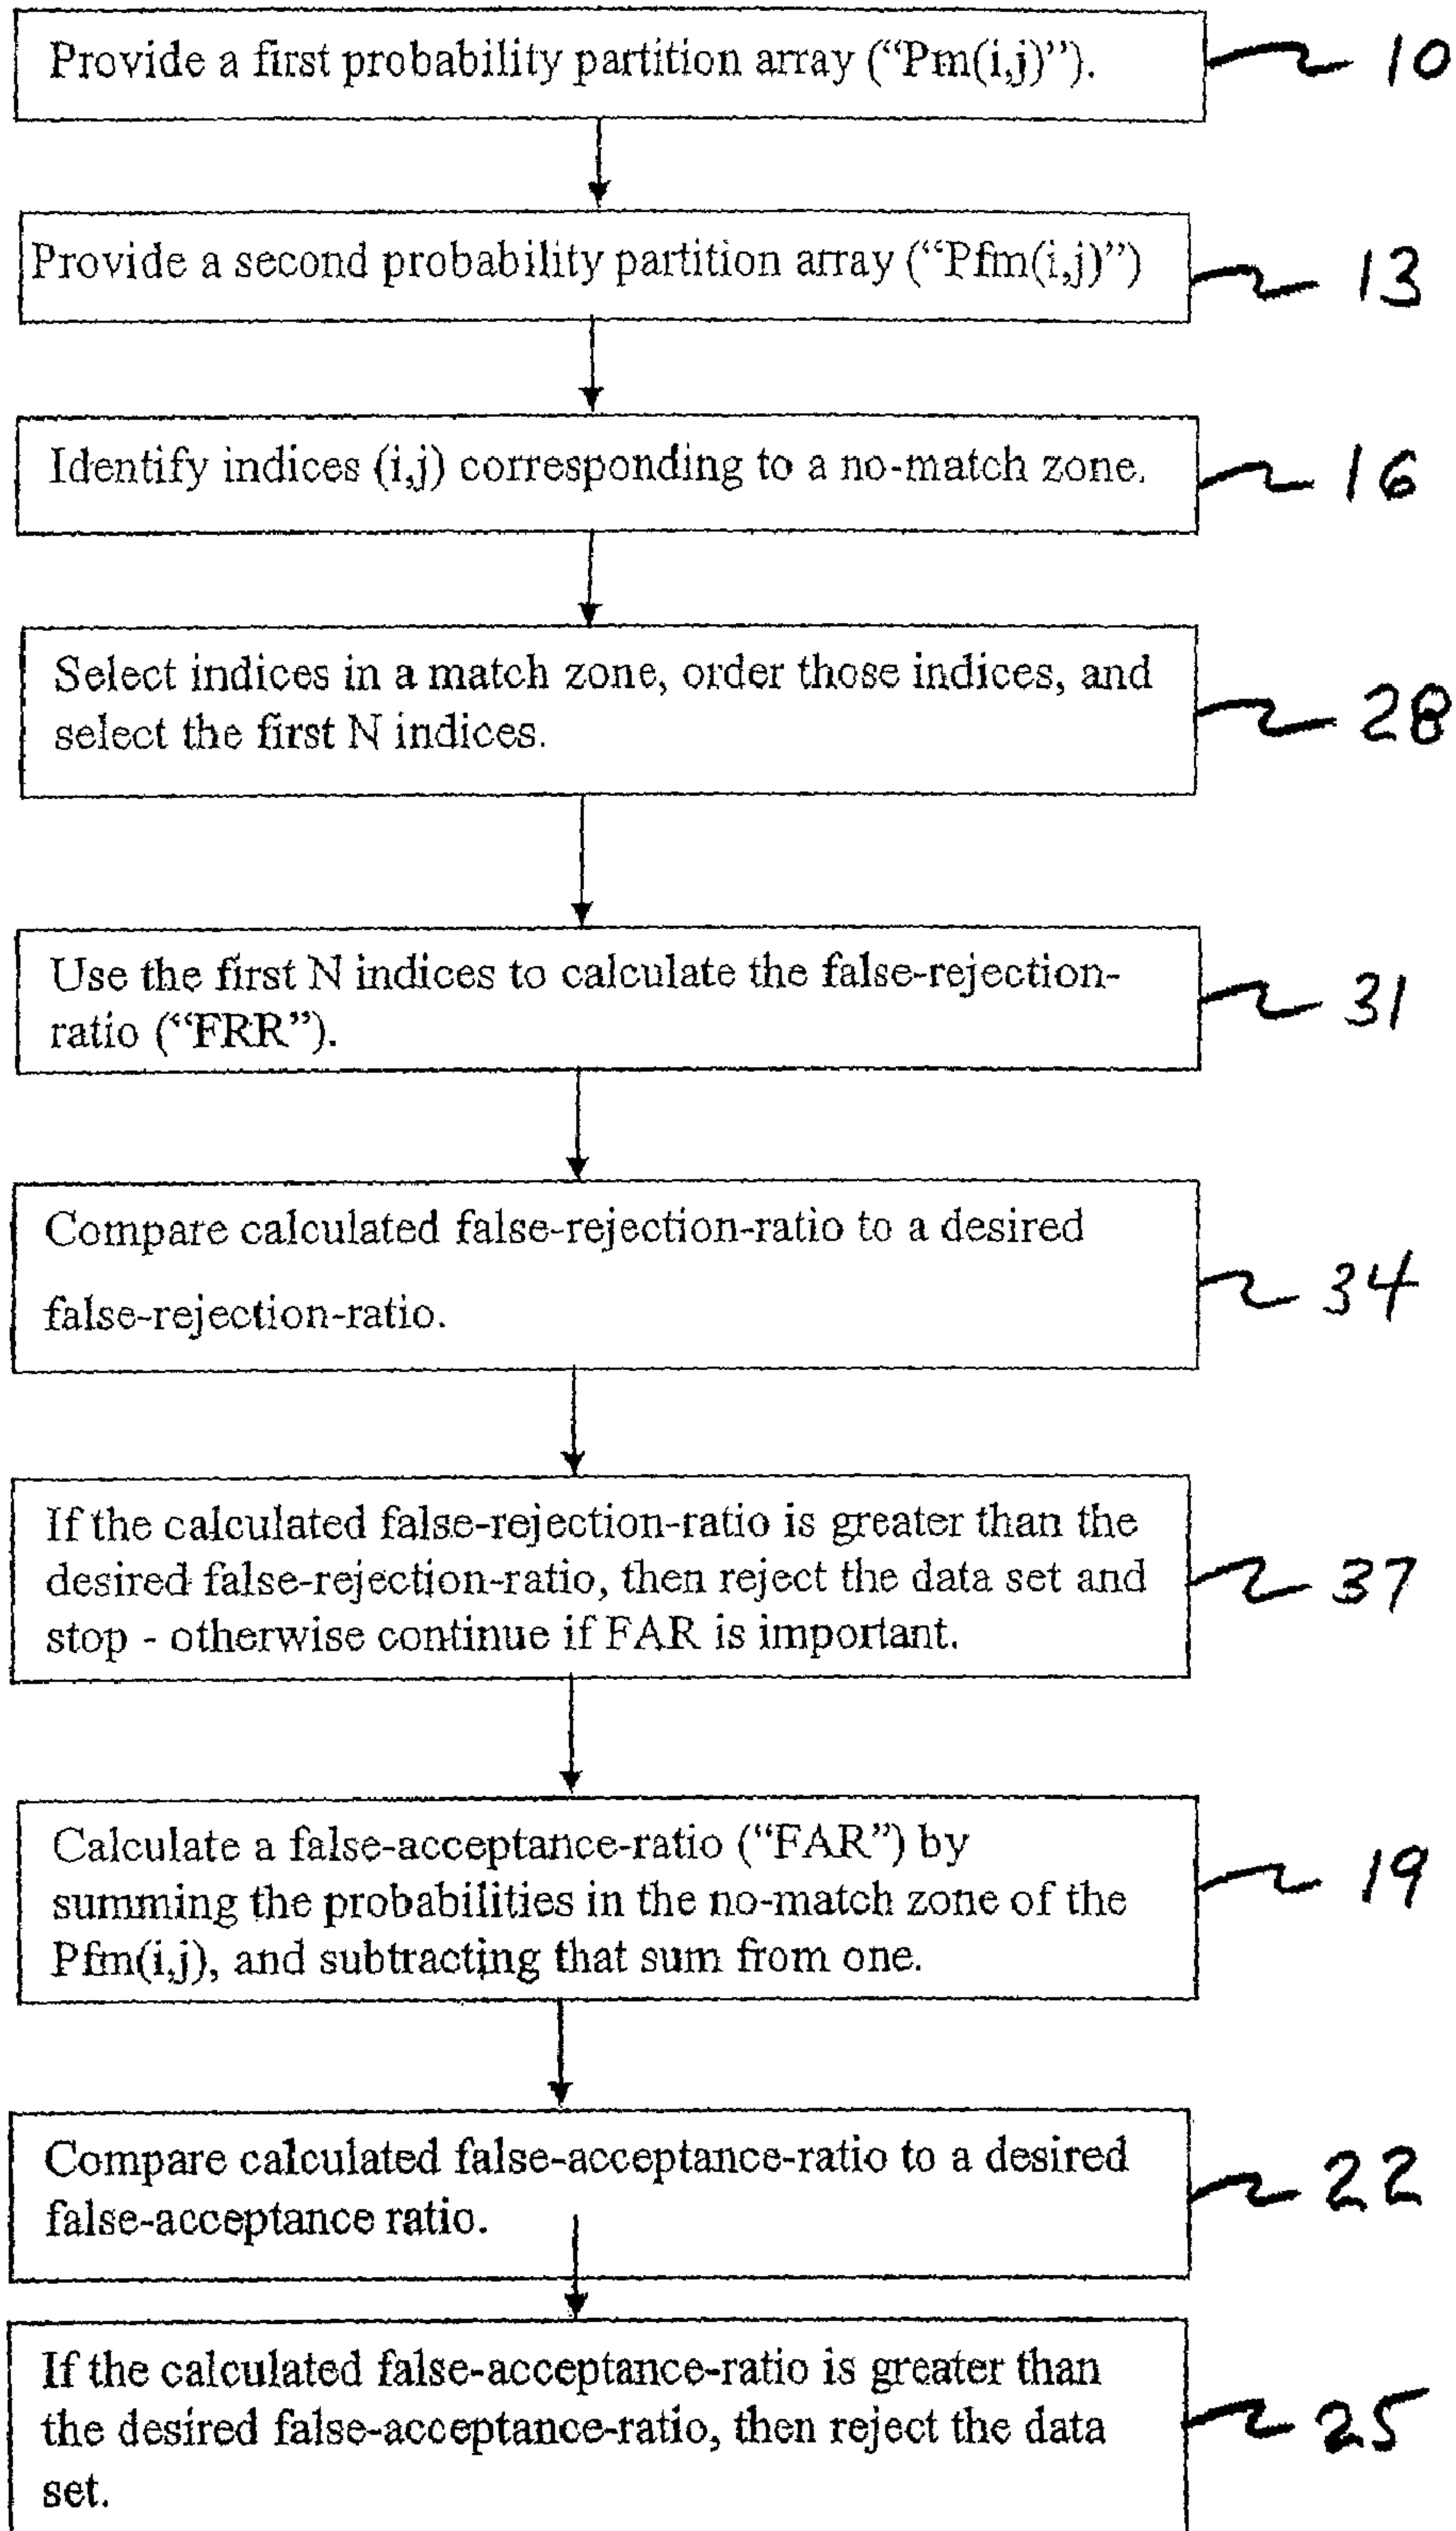 Provide a first probability partition array (“Pm(i,j)”).
10
Provide a second probability partition array (“Pfm(i,j)”)
13
Identify indices (i,j) corresponding to a no-match zone.
16
Select indices in a match zone, order those indices, and
select the first N indices.
28
Use the first N indices to calculate the false-rejection-
ratio (“FRR”).
31
Compare calculated false-rejection-ratio to a desired
false-rejection-ratio.
34
If the calculated false-rejection-ratio is greater than the
desired false-rejection-ratio, then reject the data set and
stop - otherwise continue if FAR is important.
37
Calculate a false-acceptance-ratio (“FAR”) by
summing the probabilities in the no-match zone of the
Pfm(i,j), and subtracting that sum from one.
19
Compare calculated false-acceptance-ratio to a desired
false-acceptance ratio.
22
If the calculated false-acceptance-ratio is greater than
the desired false-acceptance-ratio, then reject the data
set.
25